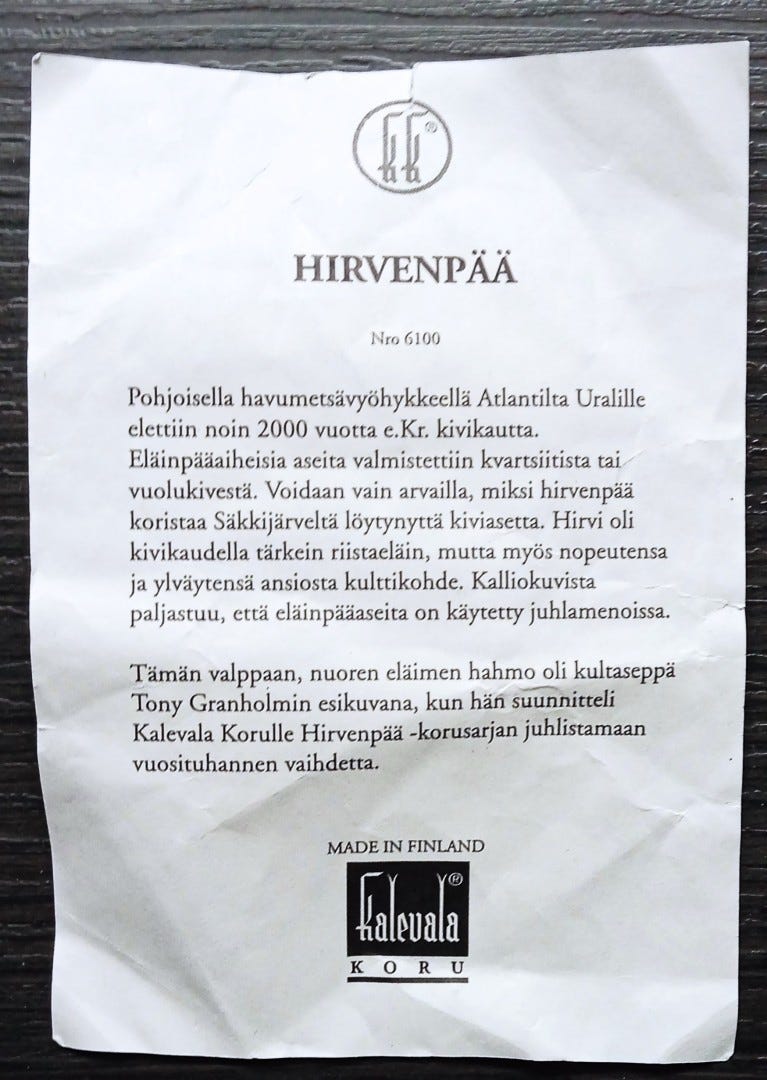 kk®
HIRVENPÄÄ
Nro 6100
Pohjoisella havumetsävyöhykkeellä Atlantilta Uralille
elettiin noin 2000 vuotta e.Kr. kivikautta.
Eläinpääaiheisia aseita valmistettiin kvartsiitista tai
vuolukivestä. Voidaan vain arvailla, miksi hirvenpää
koristaa Säkkijärveltä löytynyttä kiviasetta. Hirvi oli
kivikaudella tärkein riistaeläin, mutta myös nopeutensa
ja ylväytensä ansiosta kulttikohde. Kalliokuvista
paljastuu, että eläinpääaseita on käytetty juhlamenoissa.
Tämän valppaan, nuoren eläimen hahmo oli kultaseppä
Tony Granholmin esikuvana, kun hän suunnitteli
Kalevala Korulle Hirvenpää -korusarjan juhlistamaan
vuosituhannen vaihdetta.
MADE IN FINLAND
Kalevala®
KORU